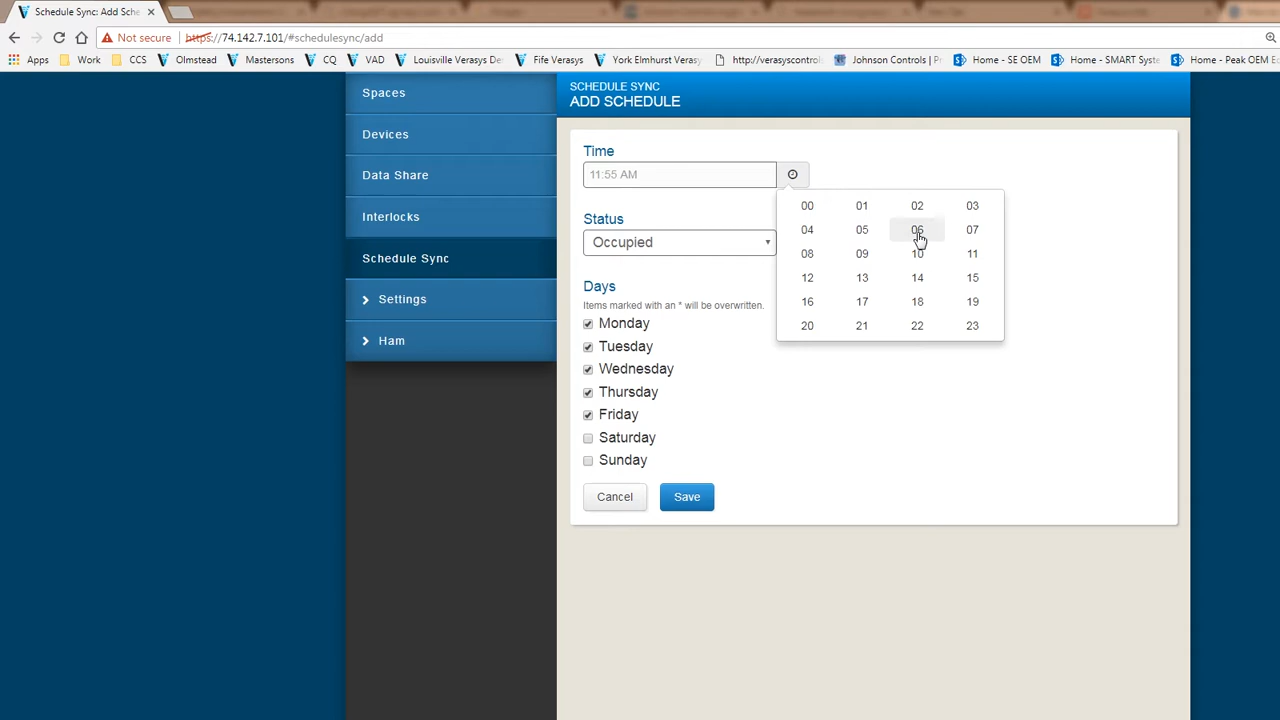 Schedule Sync: Add Sche
Not secure
https://74.142.7.101/#schedulesync/add
Apps Work CCS Olmstead Mastersons CQ VAD Louisville Verasys De Fife Verasys York Elmhurst Verasy http://verasyscontrol Johnson Controls | Pr Home - SE OEM Home - SMART Syste Home - Peak OEM E
Spaces
Devices
Data Share
Interlocks
Schedule Sync
Settings
Ham
SCHEDULE SYNC
ADD SCHEDULE
Time
11:55 AM
00 01 02 03
04 05 06 07
08 09 10 11
12 13 14 15
16 17 18 19
20 21 22 23
Status
Occupied
Days
Items marked with an * will be overwritten.
Monday
Tuesday
Wednesday
Thursday
Friday
Saturday
Sunday
Cancel Save